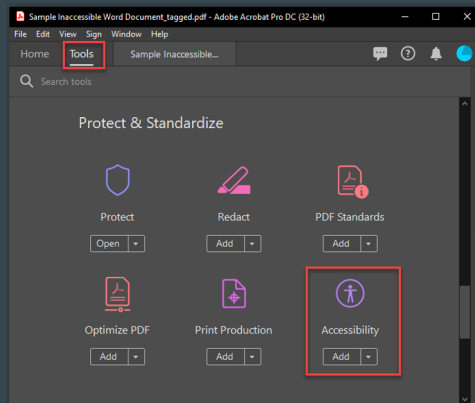 Sample Inaccessible Word Document_tagged.pdf - Adobe Acrobat Pro DC (32-bit)
File Edit View Sign Window Help
Home Tools Sample Inaccessible...
Search tools
Protect & Standardize
Protect Redact PDF Standards
Open Add Add
Optimize PDF Print Production Accessibility
Add Add Add